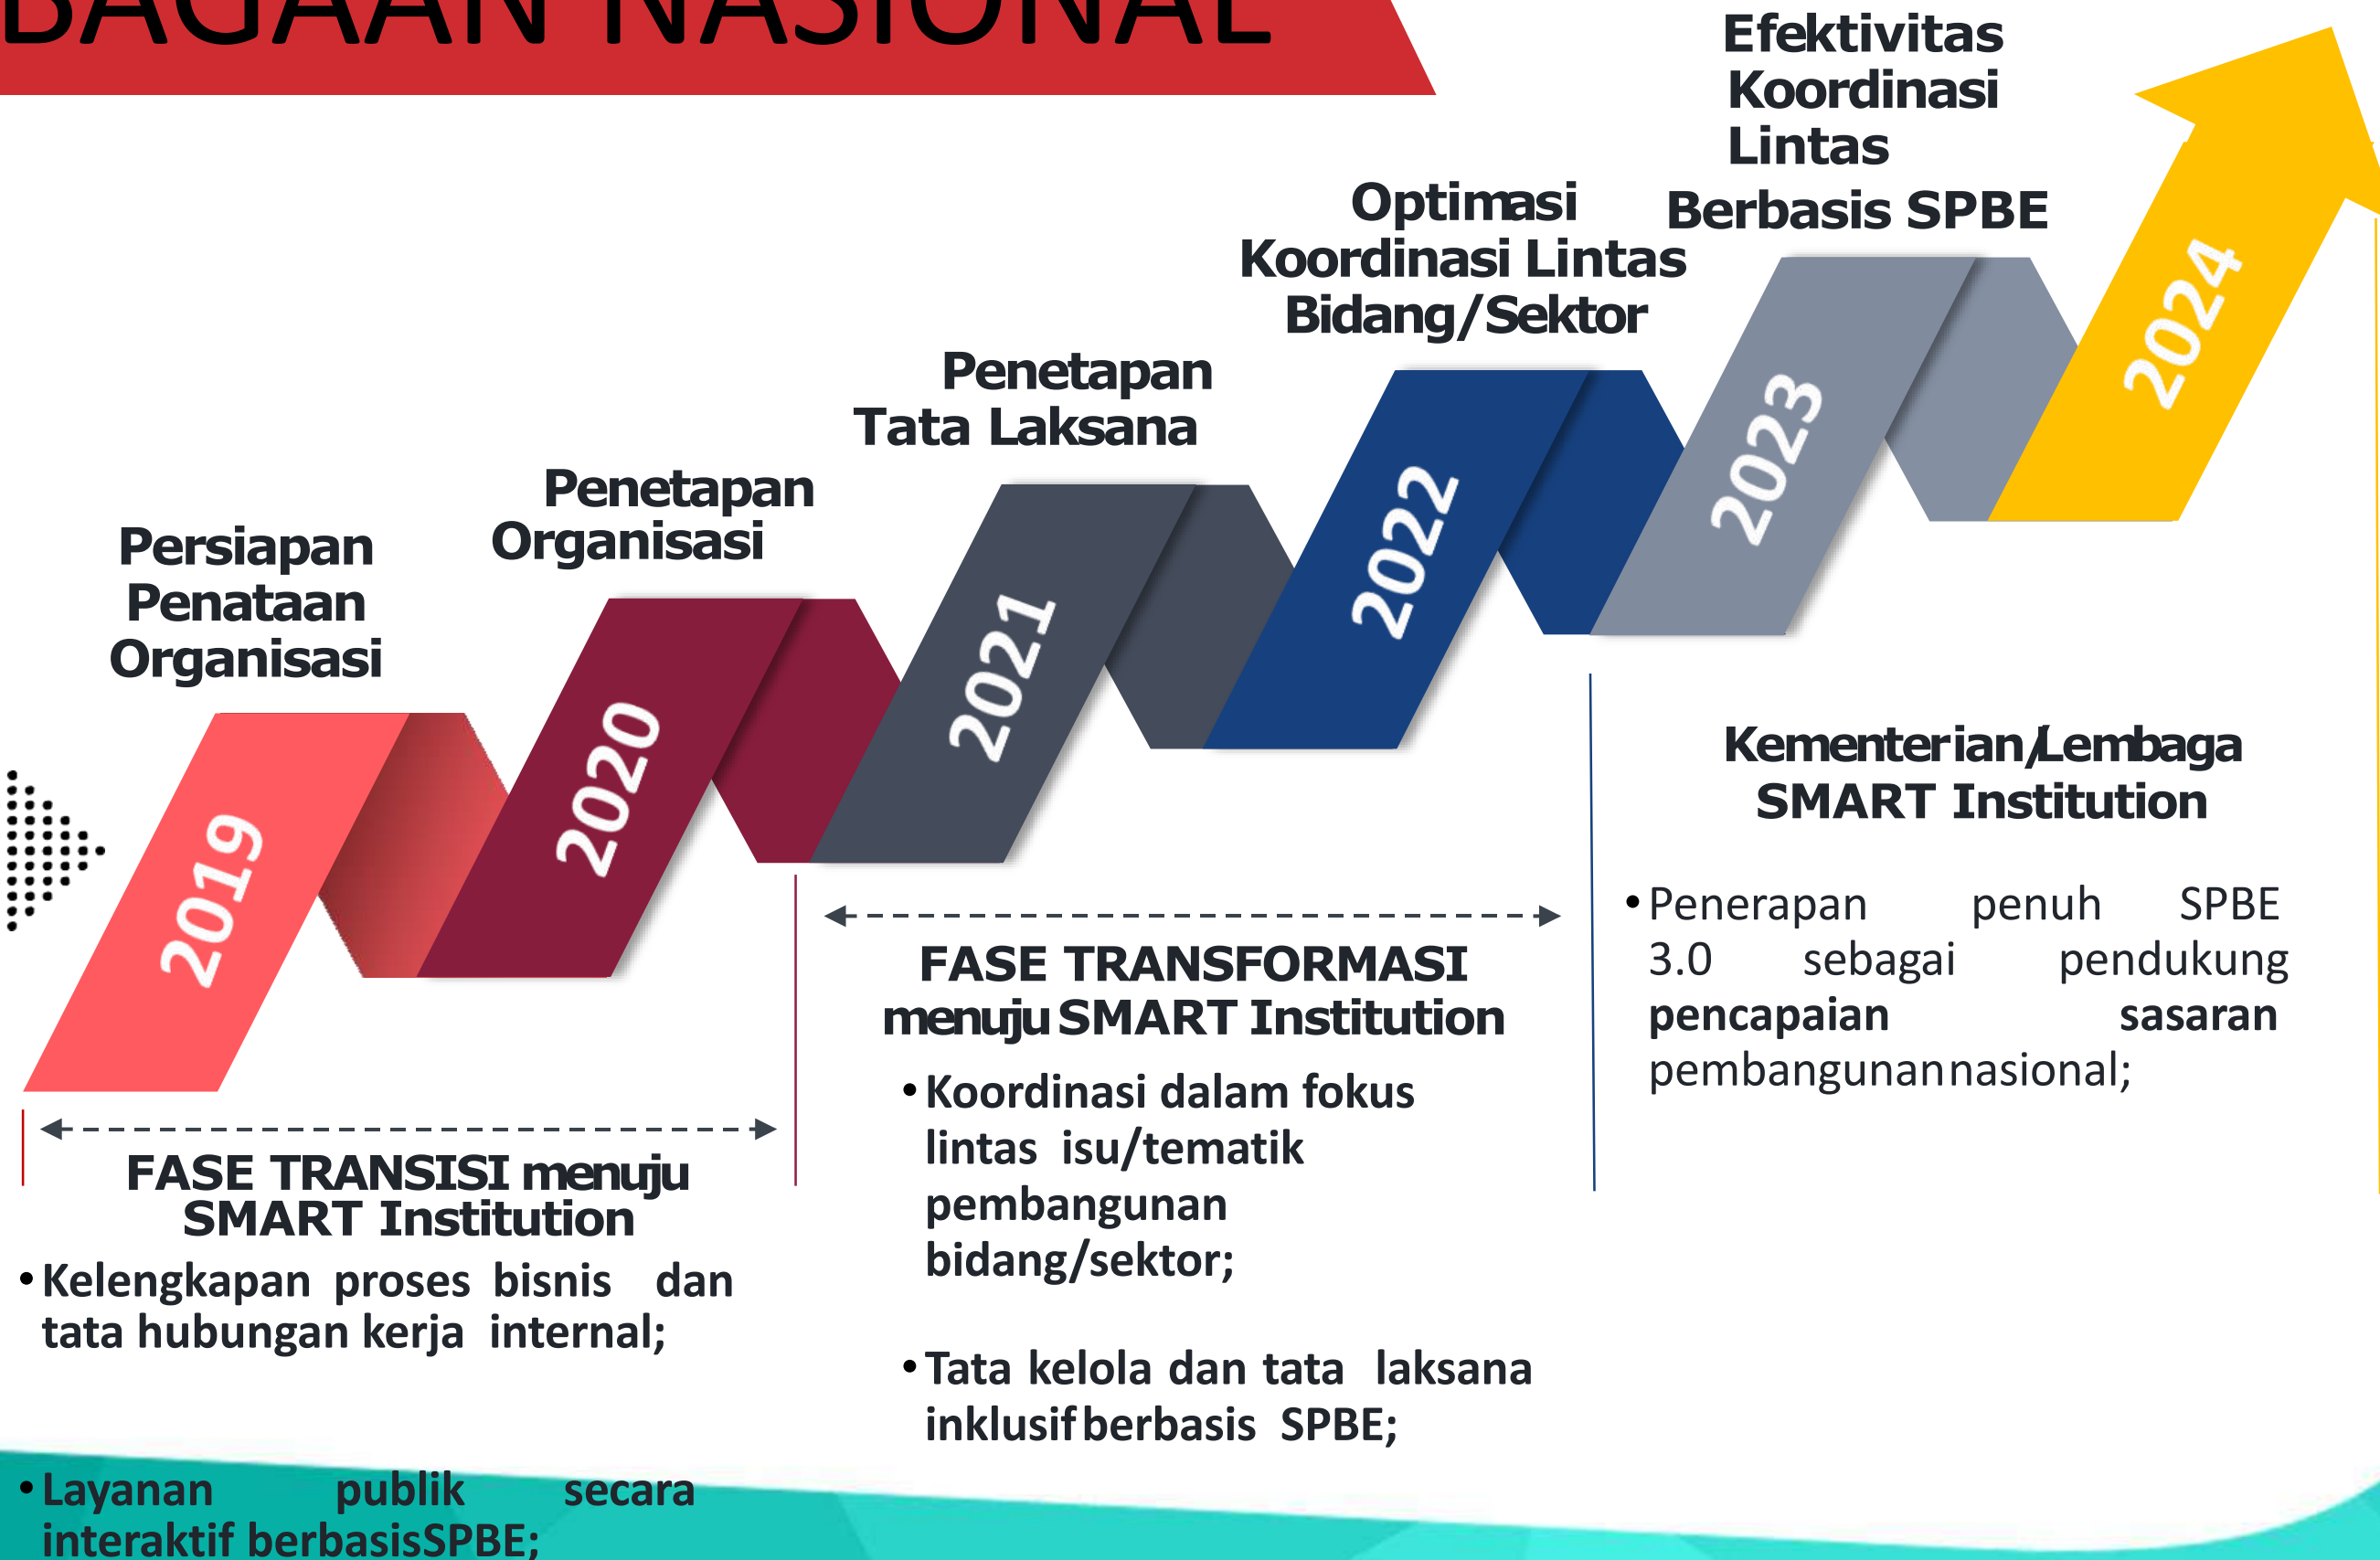 BAGAAN NASIONAL
Efektivitas
Koordinasi
Lintas
Berbasis SPBE
Optimasi
Koordinasi Lintas
Bidang/Sektor
Penetapan
Tata Laksana
Penetapan
Organisasi
Persiapan
Penataan
Organisasi
2019
2020
2021
2022
2023
2024
FASE TRANSISI menuju
SMART Institution
•Kelengkapan proses bisnis dan
tata hubungan kerja internal;
•Layanan publik secara
interaktif berbasisSPBE;
FASE TRANSFORMASI
menuju SMART Institution
•Koordinasi dalam fokus
lintas isu/tematik
pembangunan
bidang/sektor;
•Tata kelola dan tata laksana
inklusif berbasis SPBE;
Kementerian/Lembaga
SMART Institution
•Penerapan penuh SPBE
3.0 sebagai pendukung
pencapaian sasaran
pembangunan nasional;